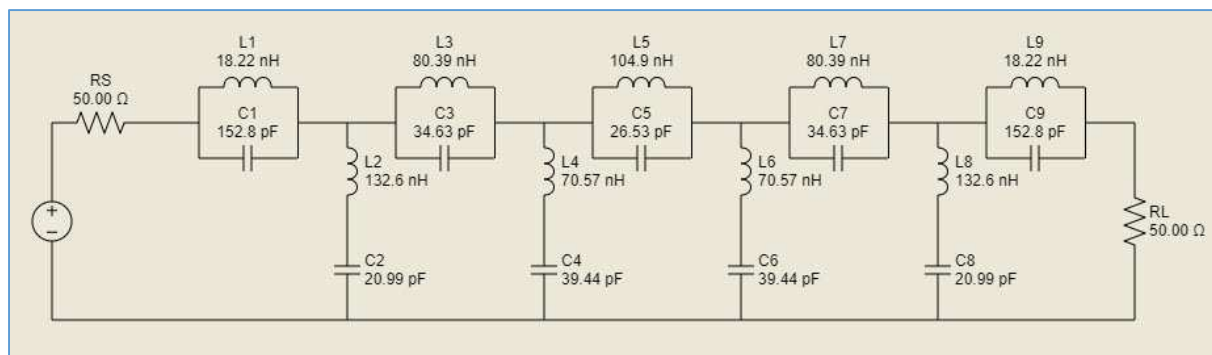 RS
50.00 Ω
L1
18.22 nH
C1
152.8 pF
L2
132.6 nH
C2
20.99 pF
L3
80.39 nH
C3
34.63 pF
L4
70.57 nH
C4
39.44 pF
L5
104.9 nH
C5
26.53 pF
L6
70.57 nH
C6
39.44 pF
L7
80.39 nH
C7
34.63 pF
L8
132.6 nH
C8
20.99 pF
L9
18.22 nH
C9
152.8 pF
RL
50.00 Ω